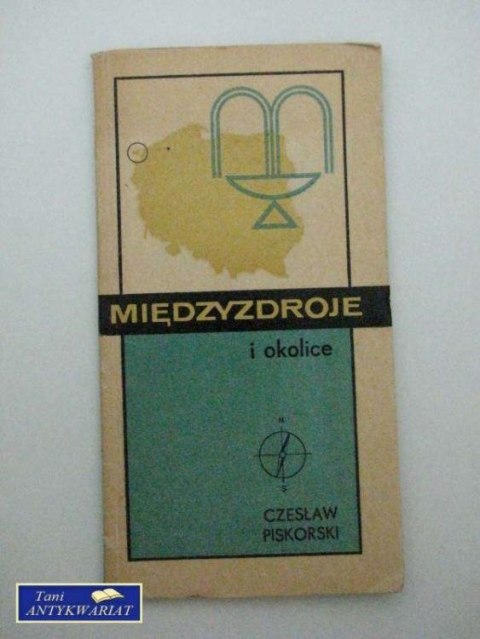 MIĘDZYZDROJE
i okolice
N
S
CZESŁAW
PISKORSKI
Tani
ANTYKWARIAT